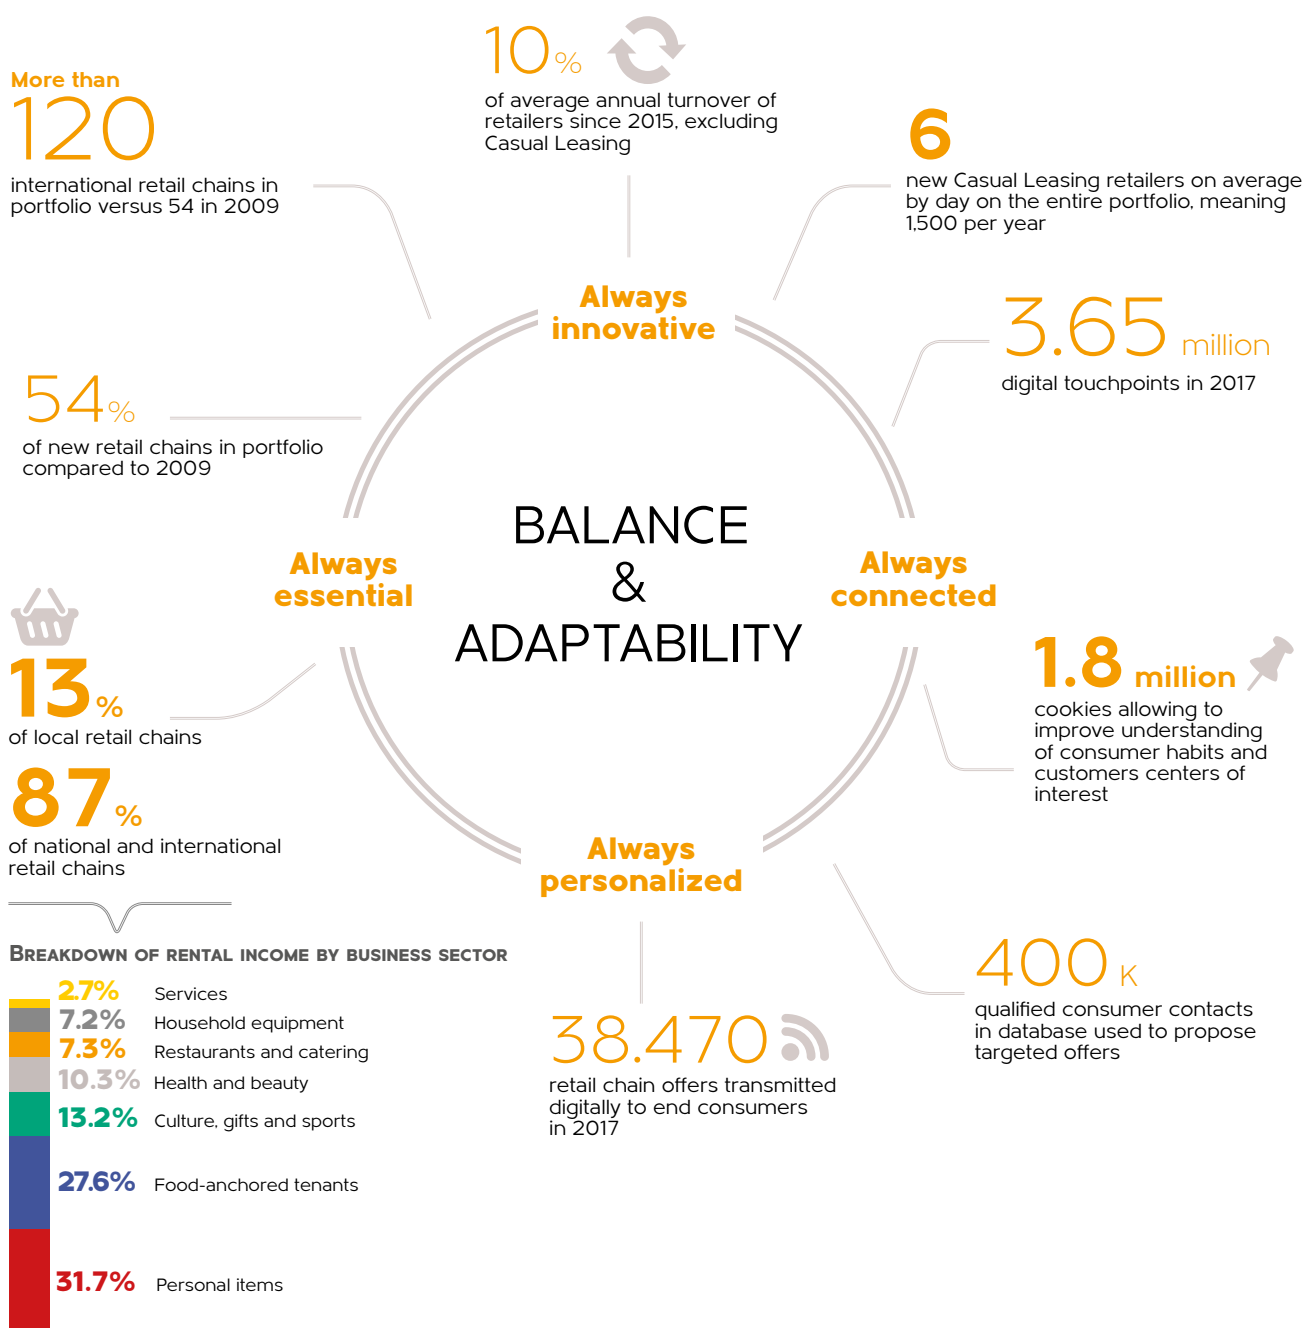 More than
120
international retail chains in
portfolio versus 54 in 2009
10%
of average annual turnover of
retailers since 2015, excluding
Casual Leasing
6
new Casual Leasing retailers on average
by day on the entire portfolio, meaning
1,500 per year
Always
innovative
3.65 million
digital touchpoints in 2017
54%
of new retail chains in portfolio
compared to 2009
BALANCE
&
ADAPTABILITY
Always
essential
Always
connected
13%
of local retail chains
87%
of national and international
retail chains
1.8 million
cookies allowing to
improve understanding
of consumer habits and
customers centers of
interest
Always
personalized
400 K
qualified consumer contacts
in database used to propose
targeted offers
38.470
retail chain offers transmitted
digitally to end consumers
in 2017
BREAKDOWN OF RENTAL INCOME BY BUSINESS SECTOR
2.7% Services
7.2% Household equipment
7.3% Restaurants and catering
10.3% Health and beauty
13.2% Culture, gifts and sports
27.6% Food-anchored tenants
31.7% Personal items